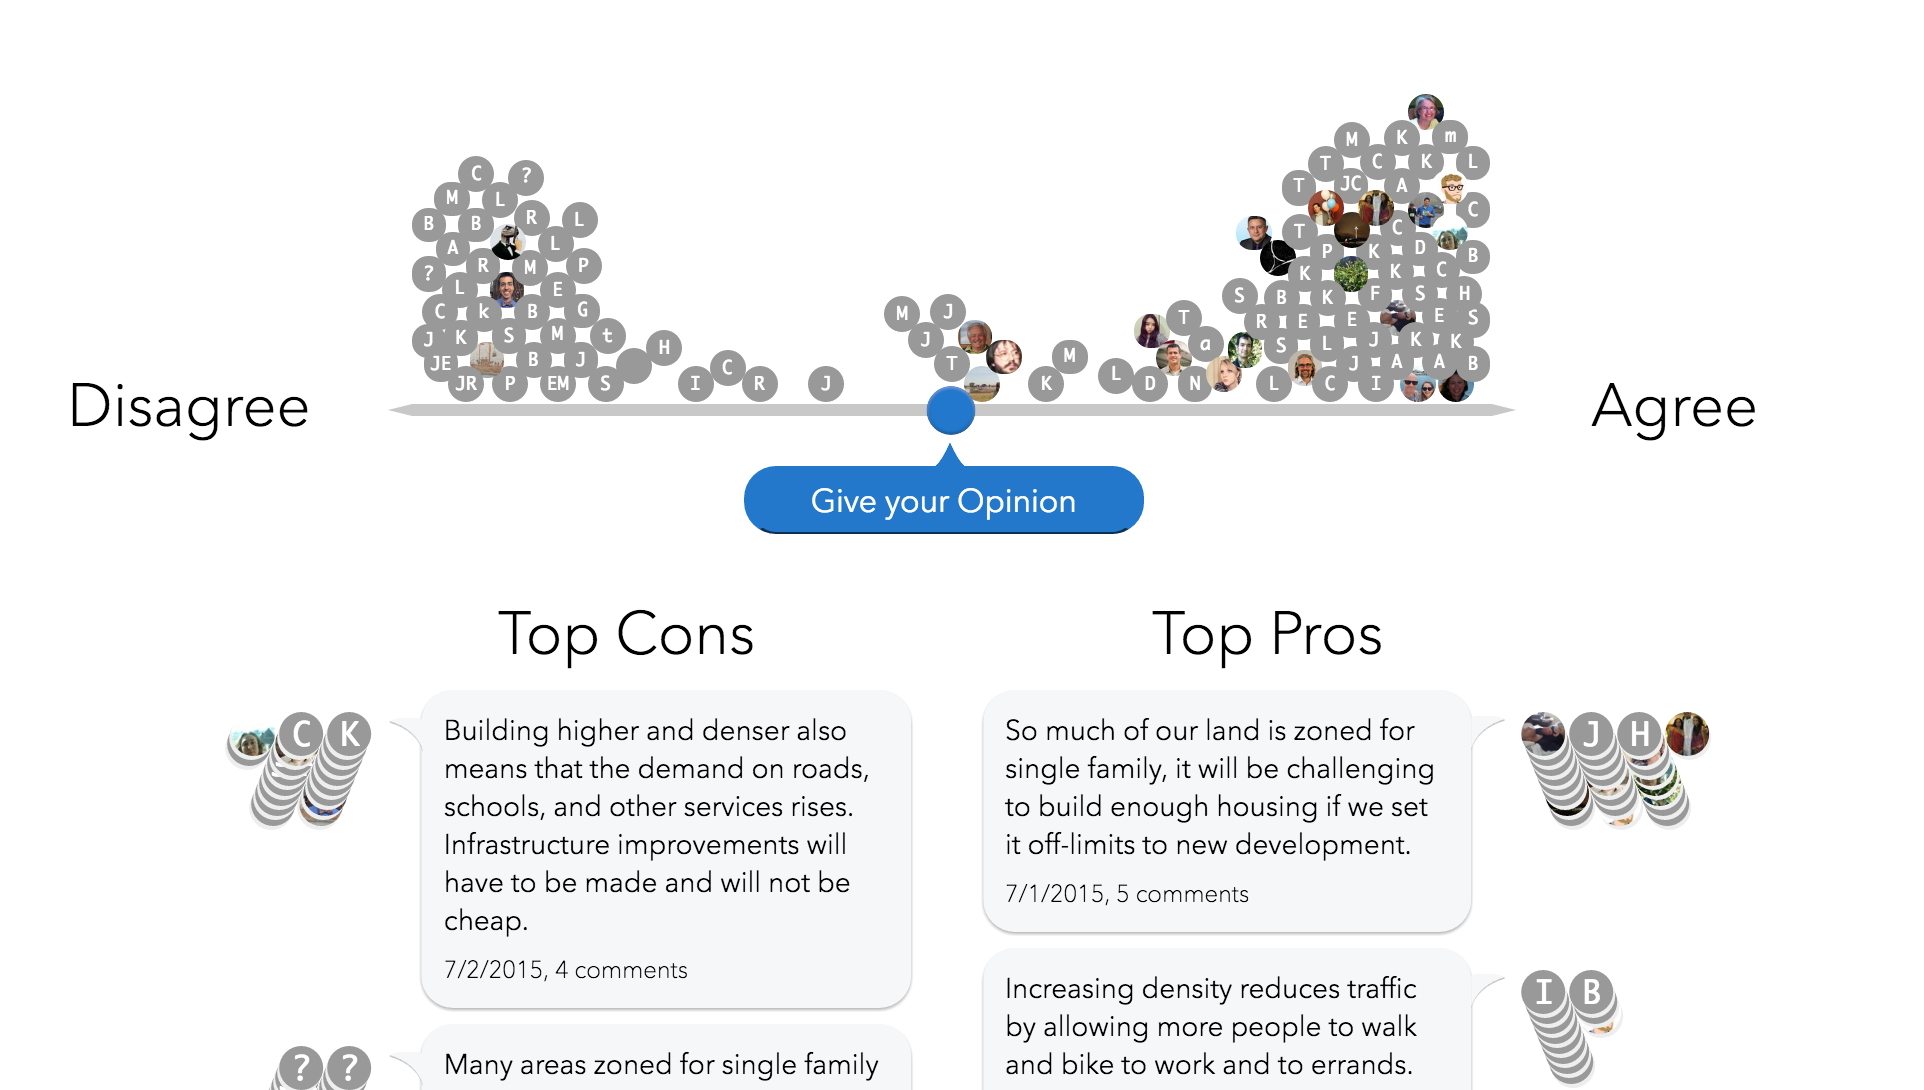 M K m
T C K L
C ? T JC A
M L C
B B R L T C
A L P K D
? R M P K K C B
L E S B K F S H
C k B G M J T R E E E S
J K S M t J a S L J K K
JE B J H T M J A A B
JR P EM S I C R J K L D N L C I
Disagree
Agree
Give your Opinion
Top Cons
Top Pros
C K
Building higher and denser also
means that the demand on roads,
schools, and other services rises.
Infrastructure improvements will
have to be made and will not be
cheap.
7/2/2015, 4 comments
So much of our land is zoned for
single family, it will be challenging
to build enough housing if we set
it off-limits to new development.
7/1/2015, 5 comments
J H
? ?
Many areas zoned for single family
Increasing density reduces traffic
by allowing more people to walk
and bike to work and to errands.
I B